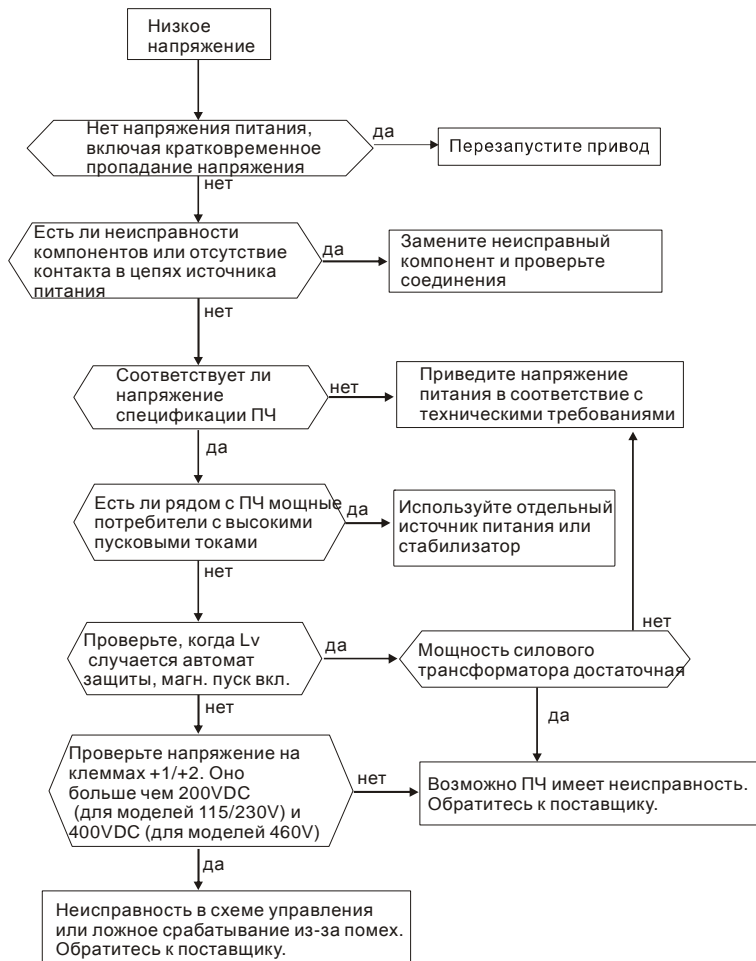 Низкое
напряжение
Нет напряжения питания,
включая кратковременное
пропадание напряжения
да
Перезапустите привод
нет
Есть ли неисправности
компонентов или отсутствие
контакта в цепях источника
питания
да
Замените неисправный
компонент и проверьте
соединения
нет
Соответствует ли
напряжение
спецификации ПЧ
нет
Приведите напряжение
питания в соответствие с
техническими требованиями
да
Есть ли рядом с ПЧ мощные
потребители с высокими
пусковыми токами
да
Используйте отдельный
источник питания или
стабилизатор
нет
нет
Проверьте, когда Lv
случается автомат
защиты, магн. пуск вкл.
да
Мощность силового
трансформатора достаточная
нет
да
Проверьте напряжение на
клеммах +1/+2. Оно
больше чем 200VDC
(для моделей 115/230V) и
400VDC (для моделей 460V)
нет
Возможно ПЧ имеет неисправность.
Обратитесь к поставщику.
да
Неисправность в схеме управления
или ложное срабатывание из-за помех.
Обратитесь к поставщику.